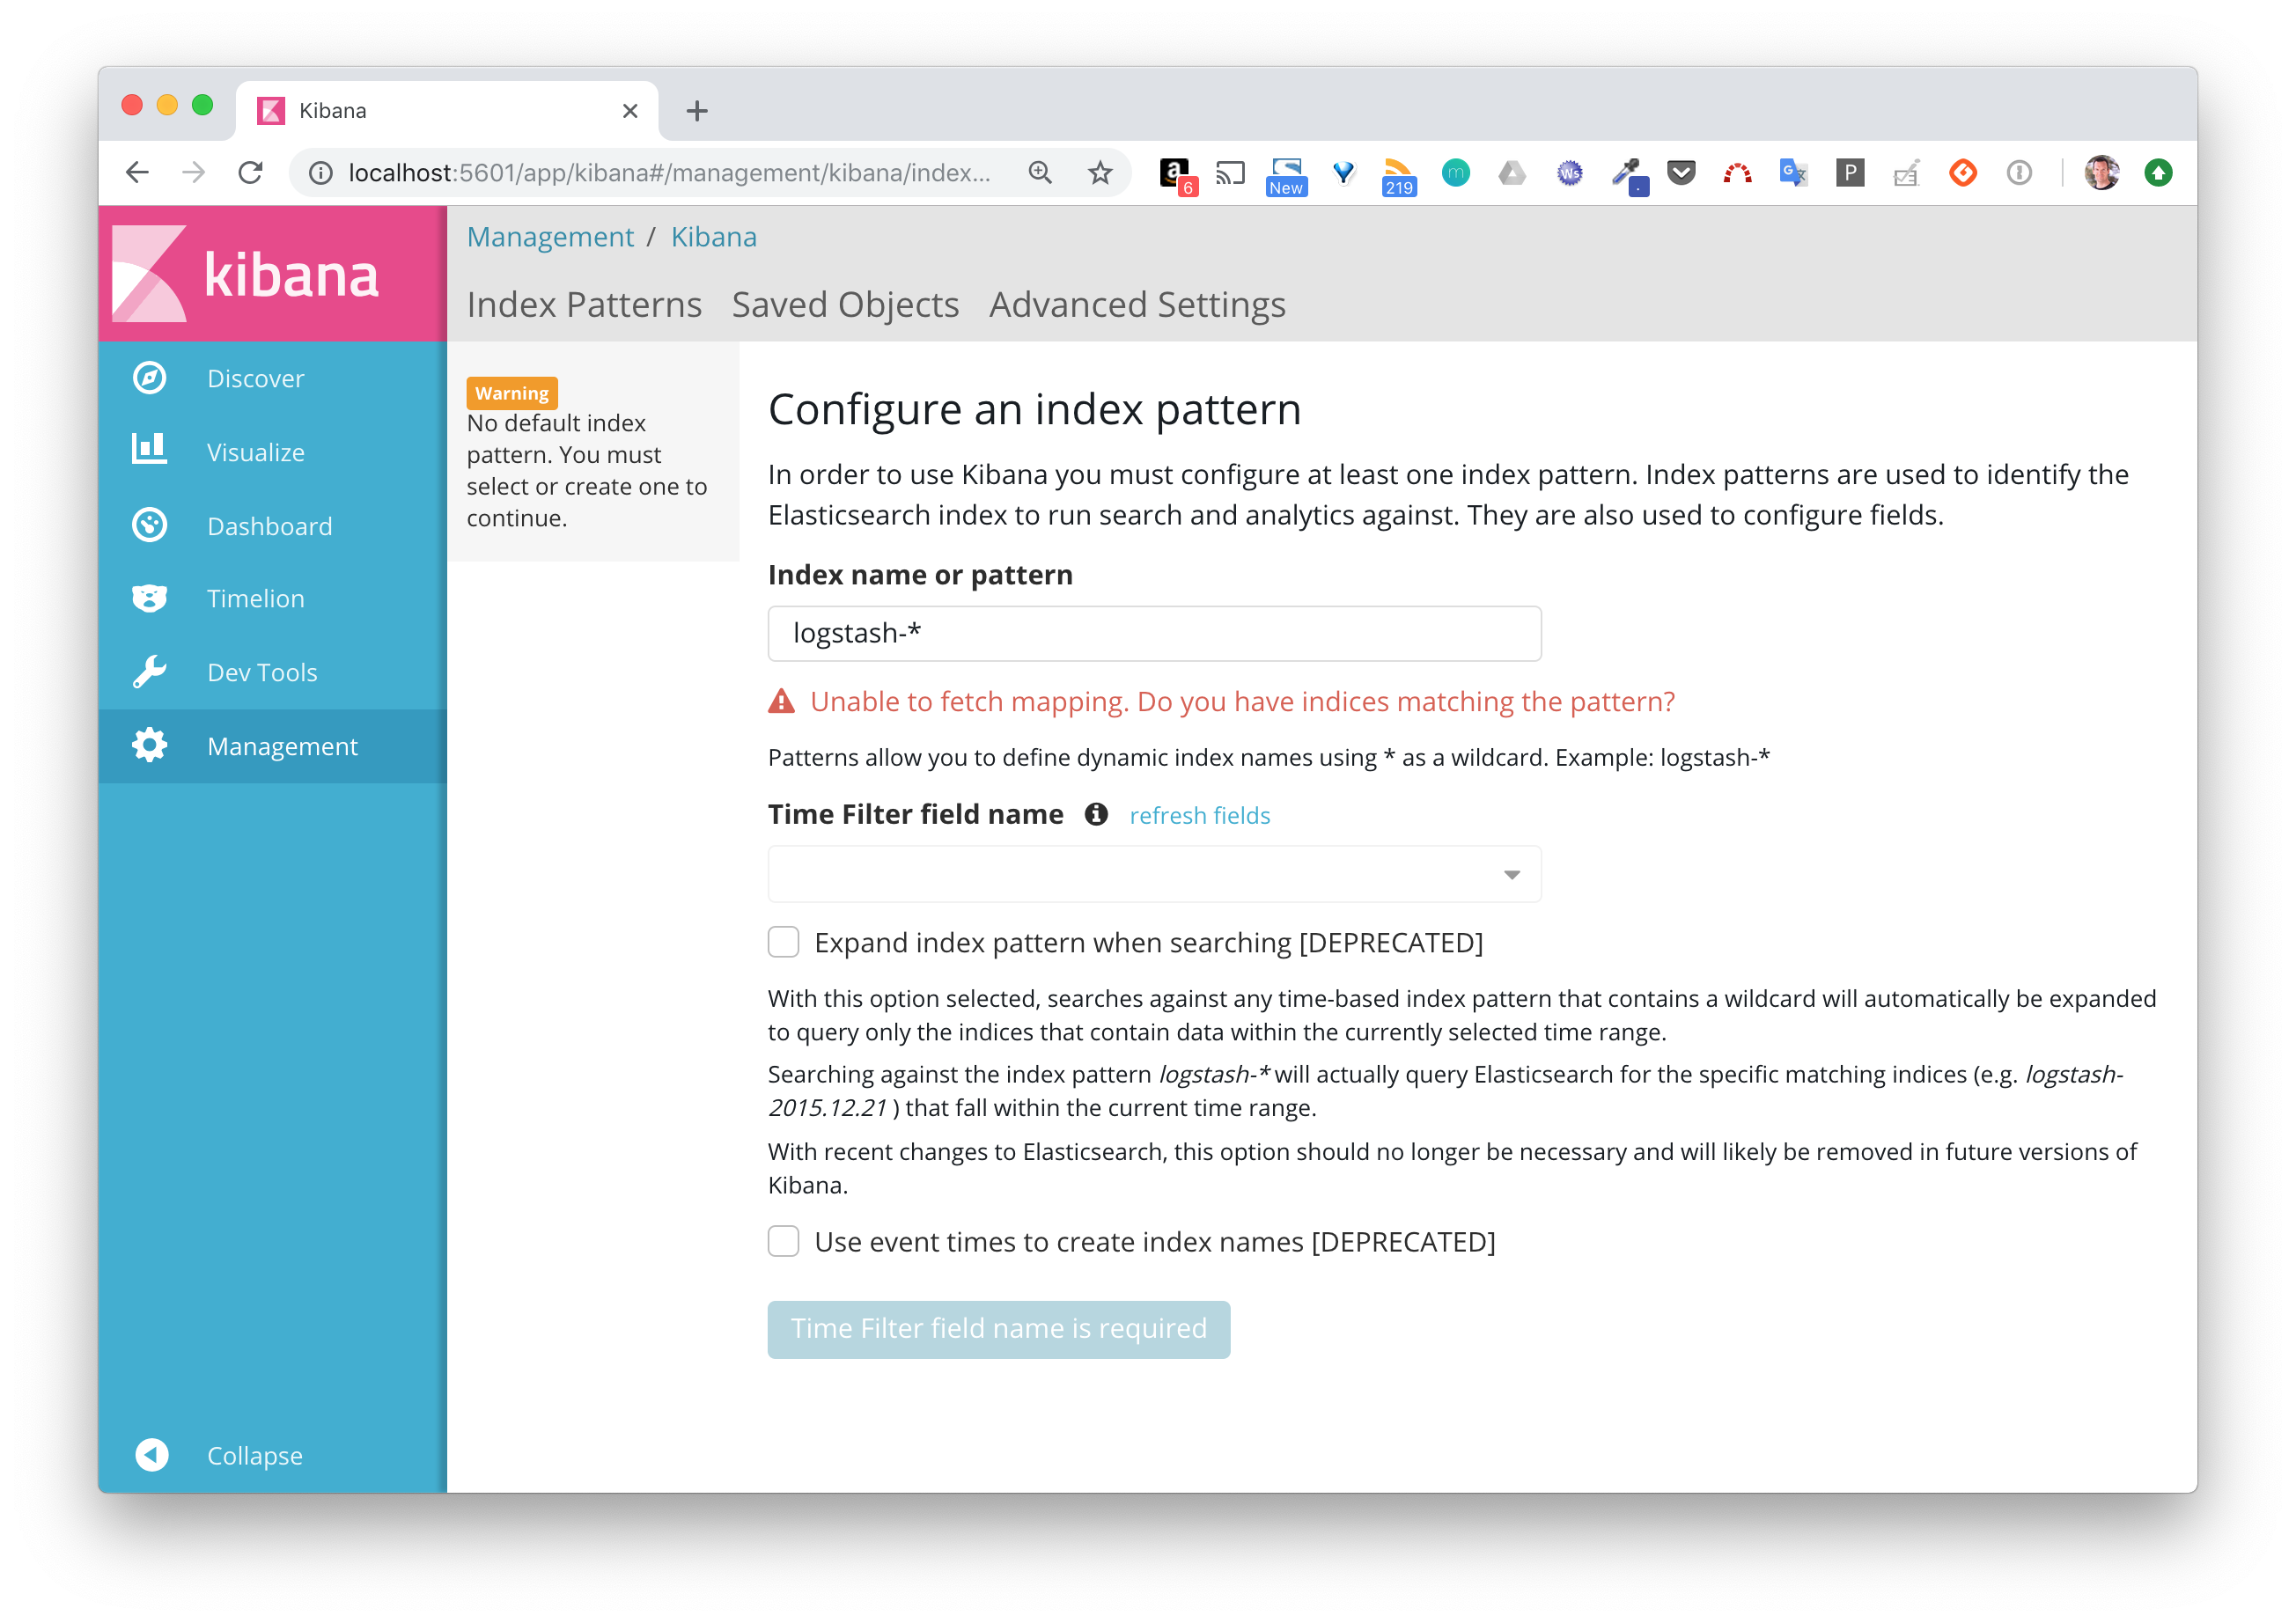 Kibana
localhost:5601/app/kibana#/management/kibana/index...
6
New
219
m
Ws
G
P
kibana
Management / Kibana
Index Patterns Saved Objects Advanced Settings
Discover
Visualize
Dashboard
Timelion
Dev Tools
Management
Collapse
Warning
No default index
pattern. You must
select or create one to
continue.
Configure an index pattern
In order to use Kibana you must configure at least one index pattern. Index patterns are used to identify the
Elasticsearch index to run search and analytics against. They are also used to configure fields.
Index name or pattern
logstash-*
Unable to fetch mapping. Do you have indices matching the pattern?
Patterns allow you to define dynamic index names using * as a wildcard. Example: logstash-*
Time Filter field name refresh fields
Expand index pattern when searching [DEPRECATED]
With this option selected, searches against any time-based index pattern that contains a wildcard will automatically be expanded
to query only the indices that contain data within the currently selected time range.
Searching against the index pattern logstash-* will actually query Elasticsearch for the specific matching indices (e.g. logstash-
2015.12.21 ) that fall within the current time range.
With recent changes to Elasticsearch, this option should no longer be necessary and will likely be removed in future versions of
Kibana.
Use event times to create index names [DEPRECATED]
Time Filter field name is required